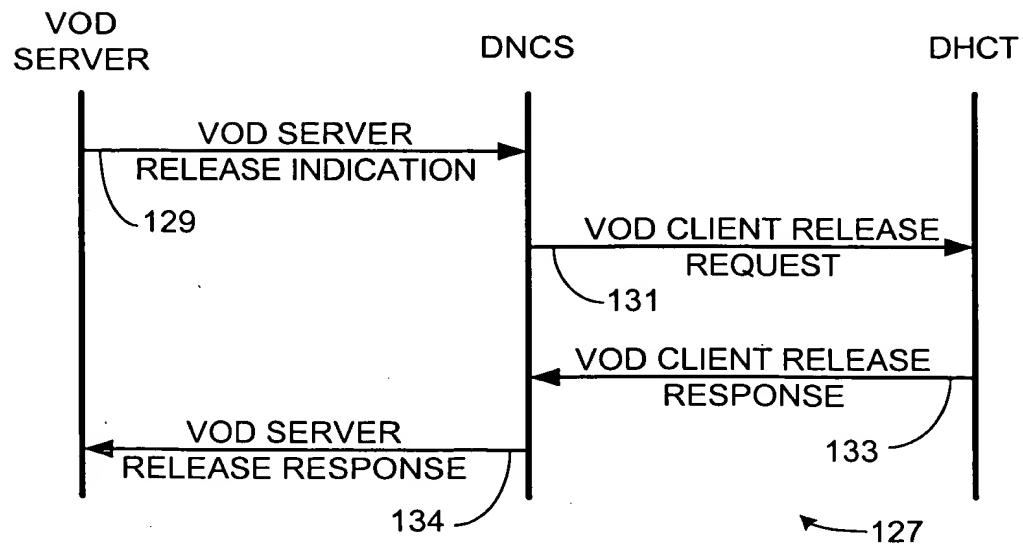 VOD
SERVER
DNCS
DHCT
VOD SERVER
RELEASE INDICATION
129
VOD CLIENT RELEASE
REQUEST
131
VOD CLIENT RELEASE
RESPONSE
133
VOD SERVER
RELEASE RESPONSE
134
127